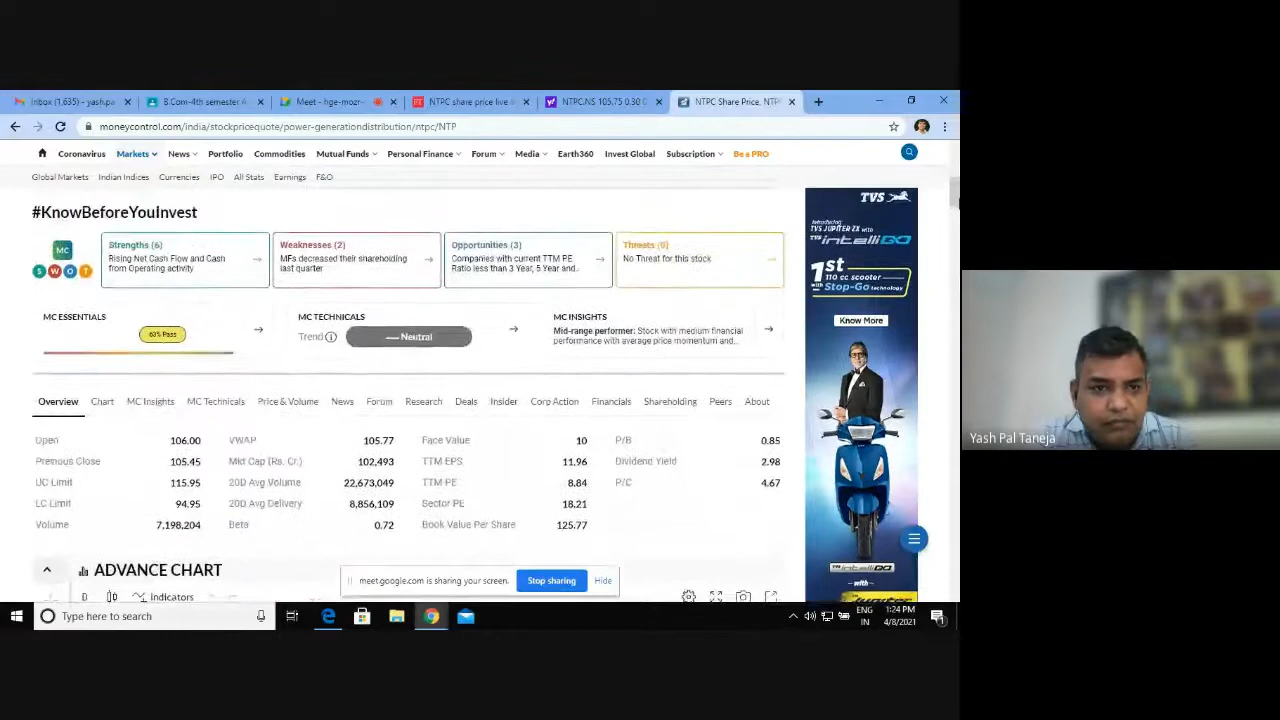 Inbox (1,635) - yash.pa
B.Com-4th semester A
Meet - hge-mozr-
NTPC share price live
NTPC.NS 105.75 0.30
NTPC Share Price, NTP
moneycontrol.com/india/stockpricequote/power-generationdistribution/ntpc/NTP
Coronavirus Markets News Portfolio Commodities Mutual Funds Personal Finance Forum Media Earth360 Invest Global Subscription Be a PRO
Global Markets Indian Indices Currencies IPO All Stats Earnings F&O
#KnowBeforeYouInvest
MC
S W O T
Strengths (6)
Rising Net Cash Flow and Cash
from Operating activity
Weaknesses (2)
MFs decreased their shareholding
last quarter
Opportunities (3)
Companies with current TTM PE
Ratio less than 3 Year, 5 Year and..
Threats (0)
No Threat for this stock
MC ESSENTIALS
63% Pass
MC TECHNICALS
Trend
Neutral
MC INSIGHTS
Mid-range performer: Stock with medium financial
performance with average price momentum and...
Overview Chart MC Insights MC Technicals Price & Volume News Forum Research Deals Insider Corp Action Financials Shareholding Peers About
Open 106.00 VWAP 105.77 Face Value 10 P/B 0.85
Previous Close 105.45 Mkt Cap (Rs. Cr.) 102,493 TTM EPS 11.96 Dividend Yield 2.98
UC Limit 115.95 20D Avg Volume 22,673,049 TTM PE 8.84 P/C 4.67
LC Limit 94.95 20D Avg Delivery 8,856,109 Sector PE 18.21
Volume 7,198,204 Beta 0.72 Book Value Per Share 125.77
ADVANCE CHART
D Indicators
meet.google.com is sharing your screen.
Stop sharing
Hide
TVS
Introducing
TVS JUPITER ZX with
TVS intelliGO
1st
110 cc scooter
with Stop-Go technology
Know More
TVS intelliGO
—with—
Jupiter
Type here to search
ENG
IN
1:24 PM
4/8/2021
1
Yash Pal Taneja